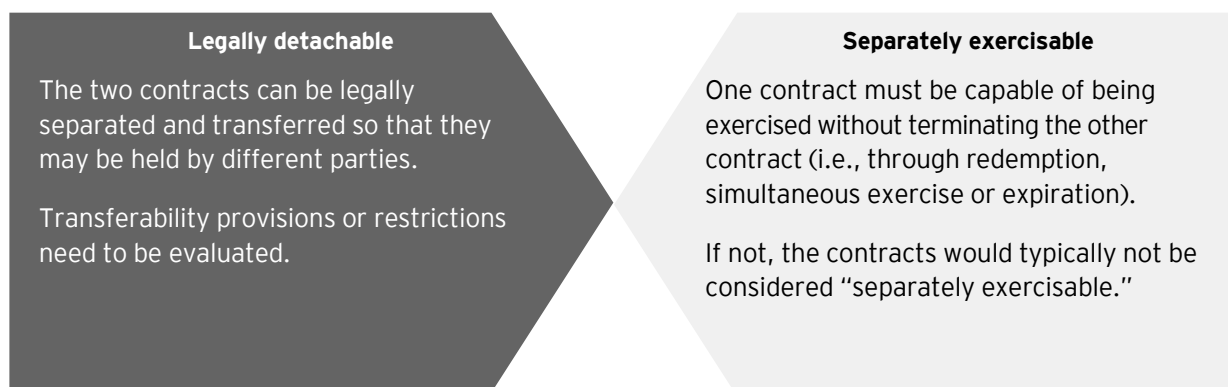 Legally detachable
The two contracts can be legally
separated and transferred so that they
may be held by different parties.
Transferability provisions or restrictions
need to be evaluated.
Separately exercisable
One contract must be capable of being
exercised without terminating the other
contract (i.e., through redemption,
simultaneous exercise or expiration).
If not, the contracts would typically not be
considered “separately exercisable.”